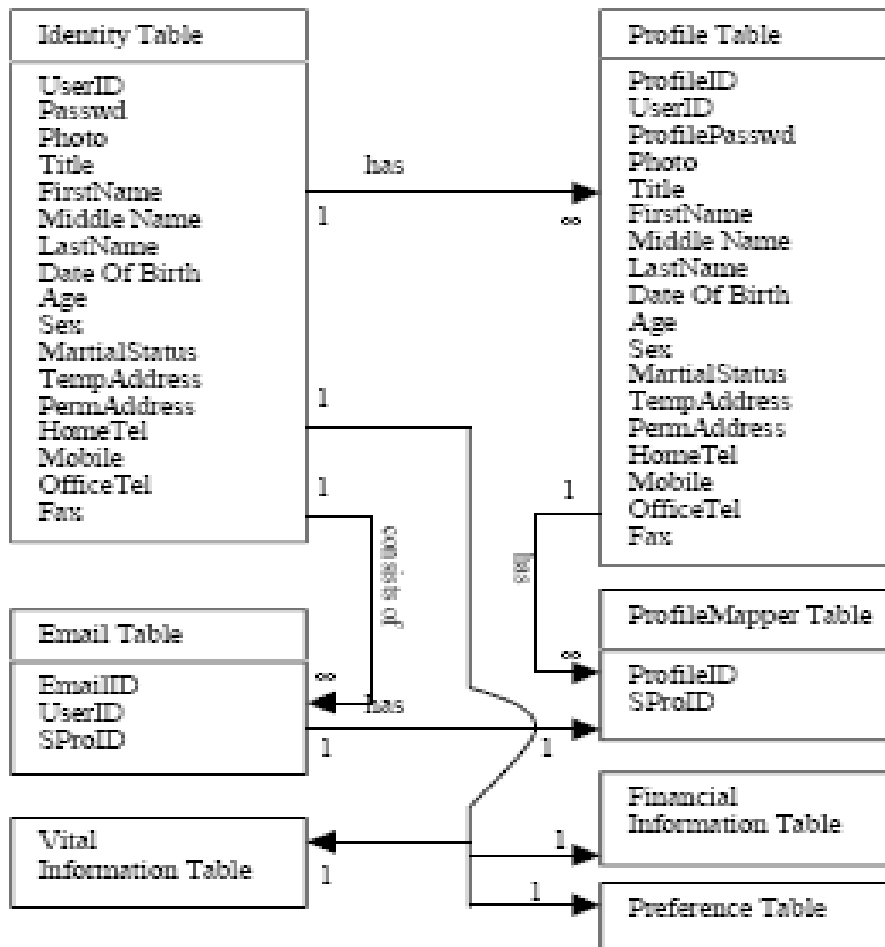 Identity Table
UserID
Passwd
Photo
Title
FirstName
Middle Name
LastName
Date Of Birth
Age
Sex
MartialStatus
TempAddress
PermAddress
HomeTel
Mobile
OfficeTel
Fax
has
1
∞
1
1
consists of
Profile Table
ProfileID
UserID
ProfilePasswd
Photo
Title
FirstName
Middle Name
LastName
Date Of Birth
Age
Sex
MartialStatus
TempAddress
PermAddress
HomeTel
Mobile
OfficeTel
Fax
1
has
∞
Email Table
EmailID
UserID
SProID
∞
has
1
1
ProfileMapper Table
ProfileID
SProID
Vital
Information Table
1
Financial
Information Table
1
Preference Table
1